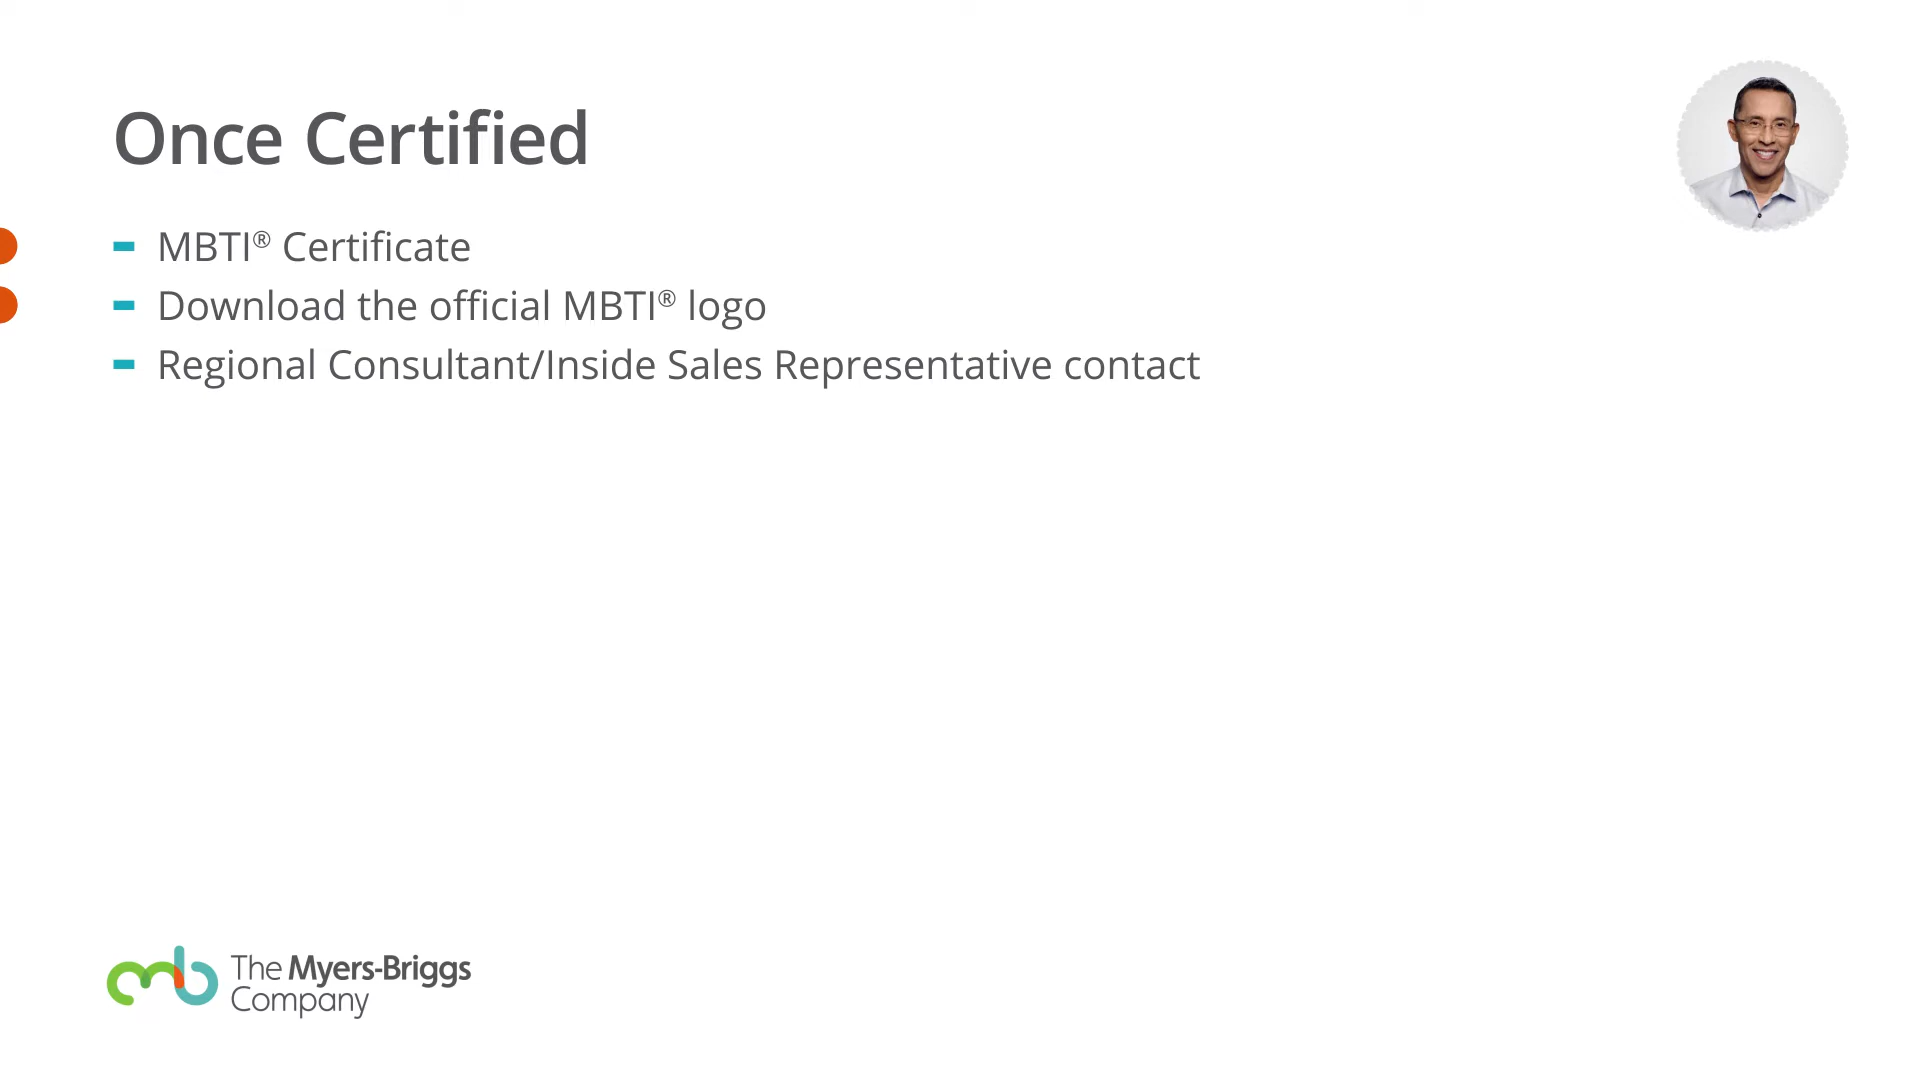 Once Certified
MBTI® Certificate
Download the official MBTI® logo
Regional Consultant/Inside Sales Representative contact
The Myers-Briggs
Company